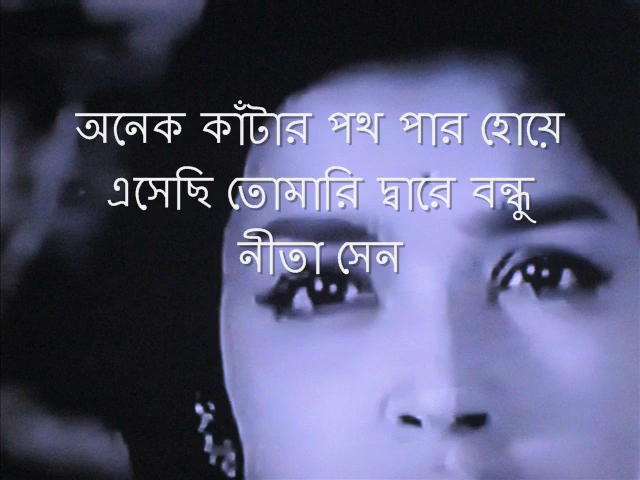 অনেক কাঁটার পথ পার হোয়ে
এসেছি তোমারি দ্বারে বন্ধু
নীতা সেন